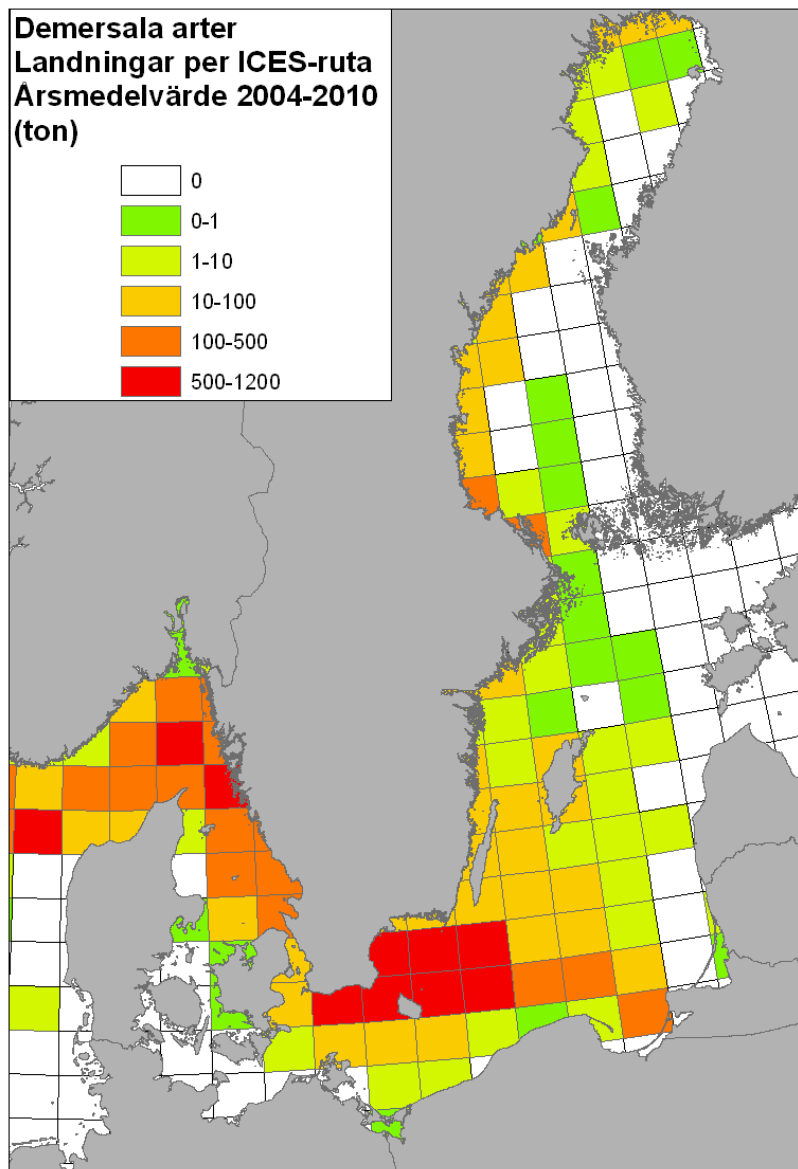 Demersala arter
Landningar per ICES-ruta
Årsmedelvärde 2004-2010
(ton)
0
0-1
1-10
10-100
100-500
500-1200